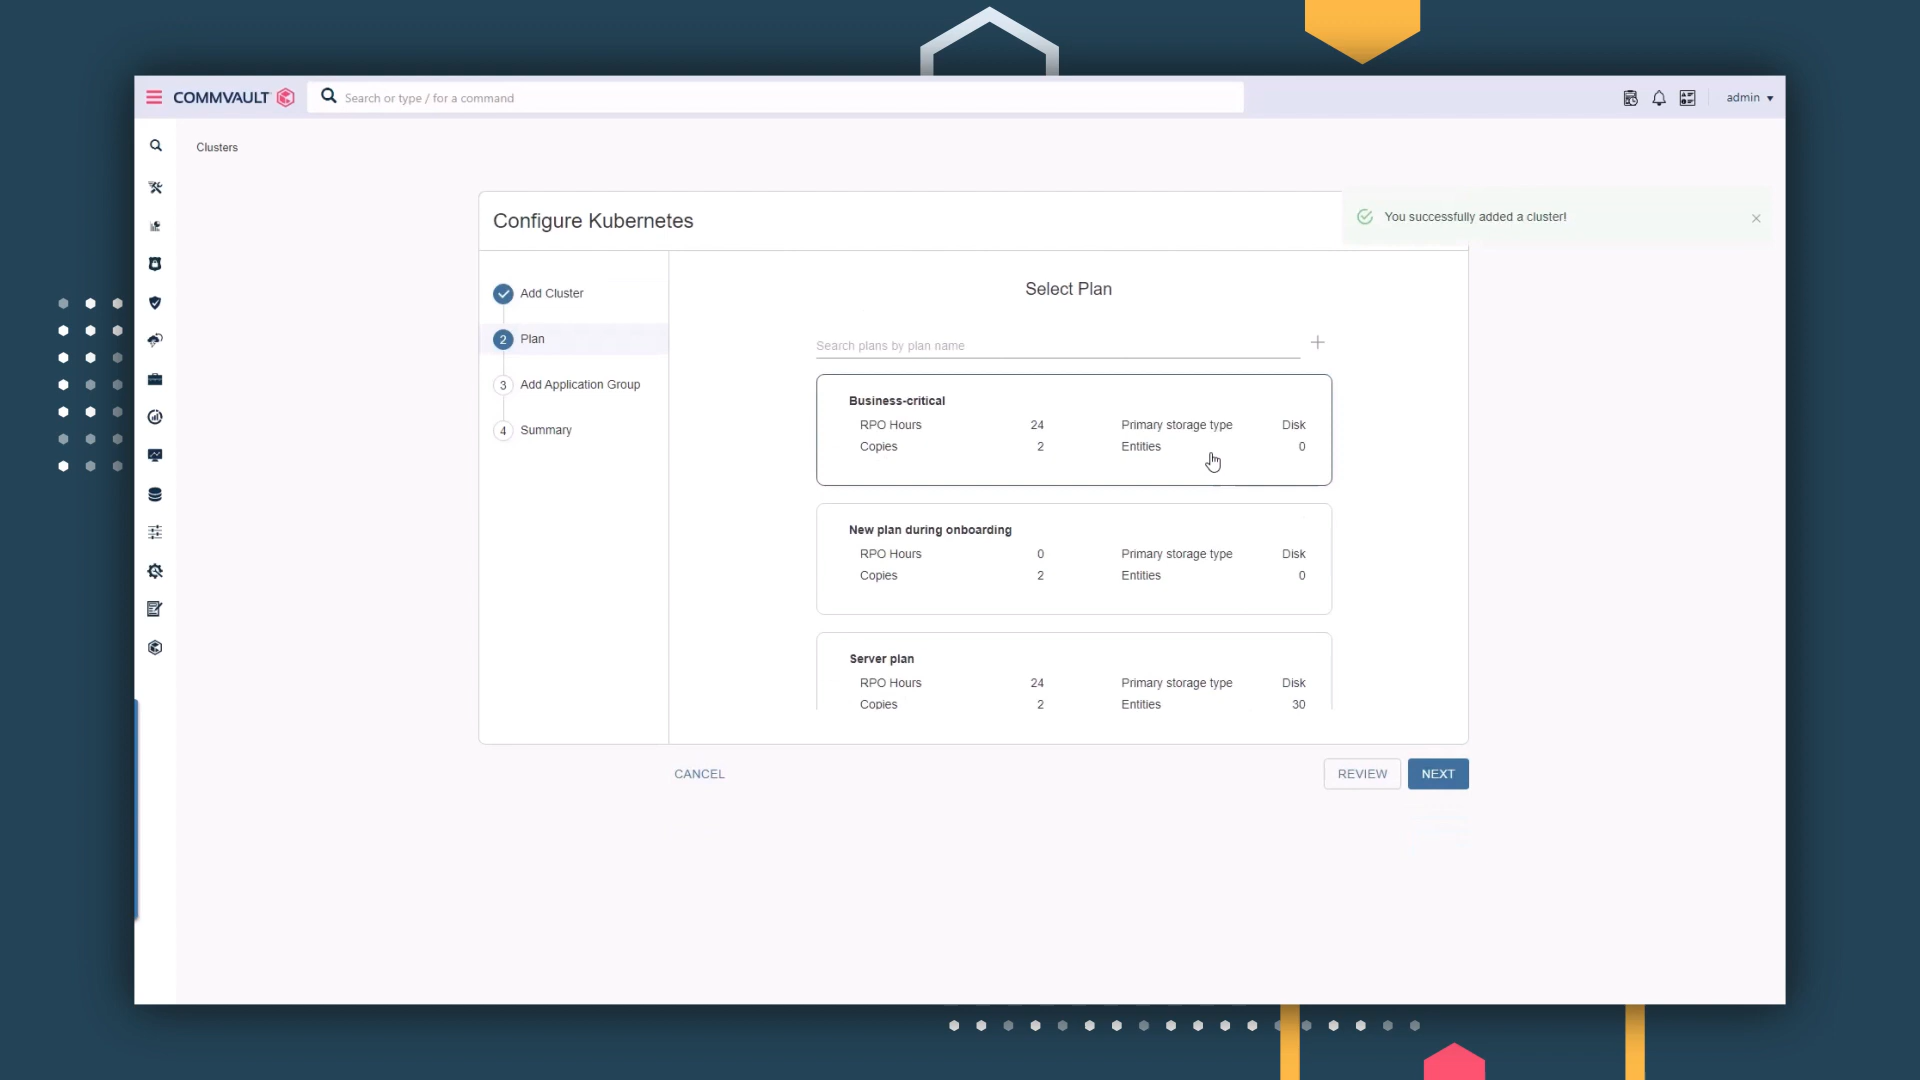 COMMVAULT
Search or type / for a command
admin
Clusters
Configure Kubernetes
You successfully added a cluster!
Add Cluster
2 Plan
3 Add Application Group
4 Summary
Select Plan
Search plans by plan name
Business-critical
RPO Hours 24 Primary storage type Disk
Copies 2 Entities 0
New plan during onboarding
RPO Hours 0 Primary storage type Disk
Copies 2 Entities 0
Server plan
RPO Hours 24 Primary storage type Disk
Copies 2 Entities 30
CANCEL REVIEW NEXT